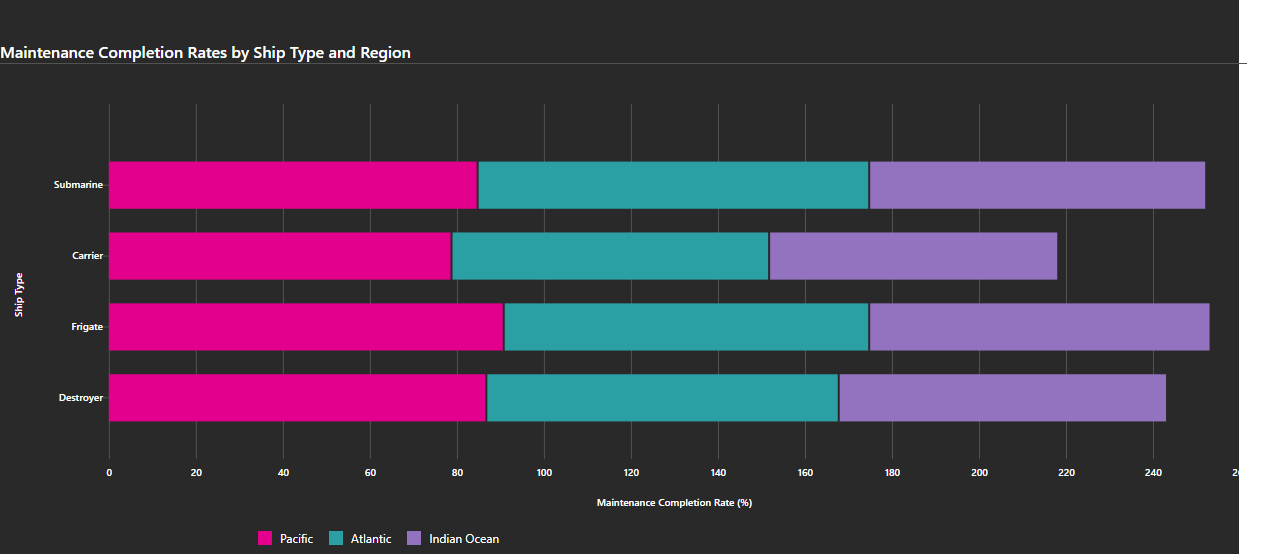 Maintenance Completion Rates by Ship Type and Region
Ship Type
Submarine
Carrier
Frigate
Destroyer
0 20 40 60 80 100 120 140 160 180 200 220 240
Maintenance Completion Rate (%)
Pacific Atlantic Indian Ocean